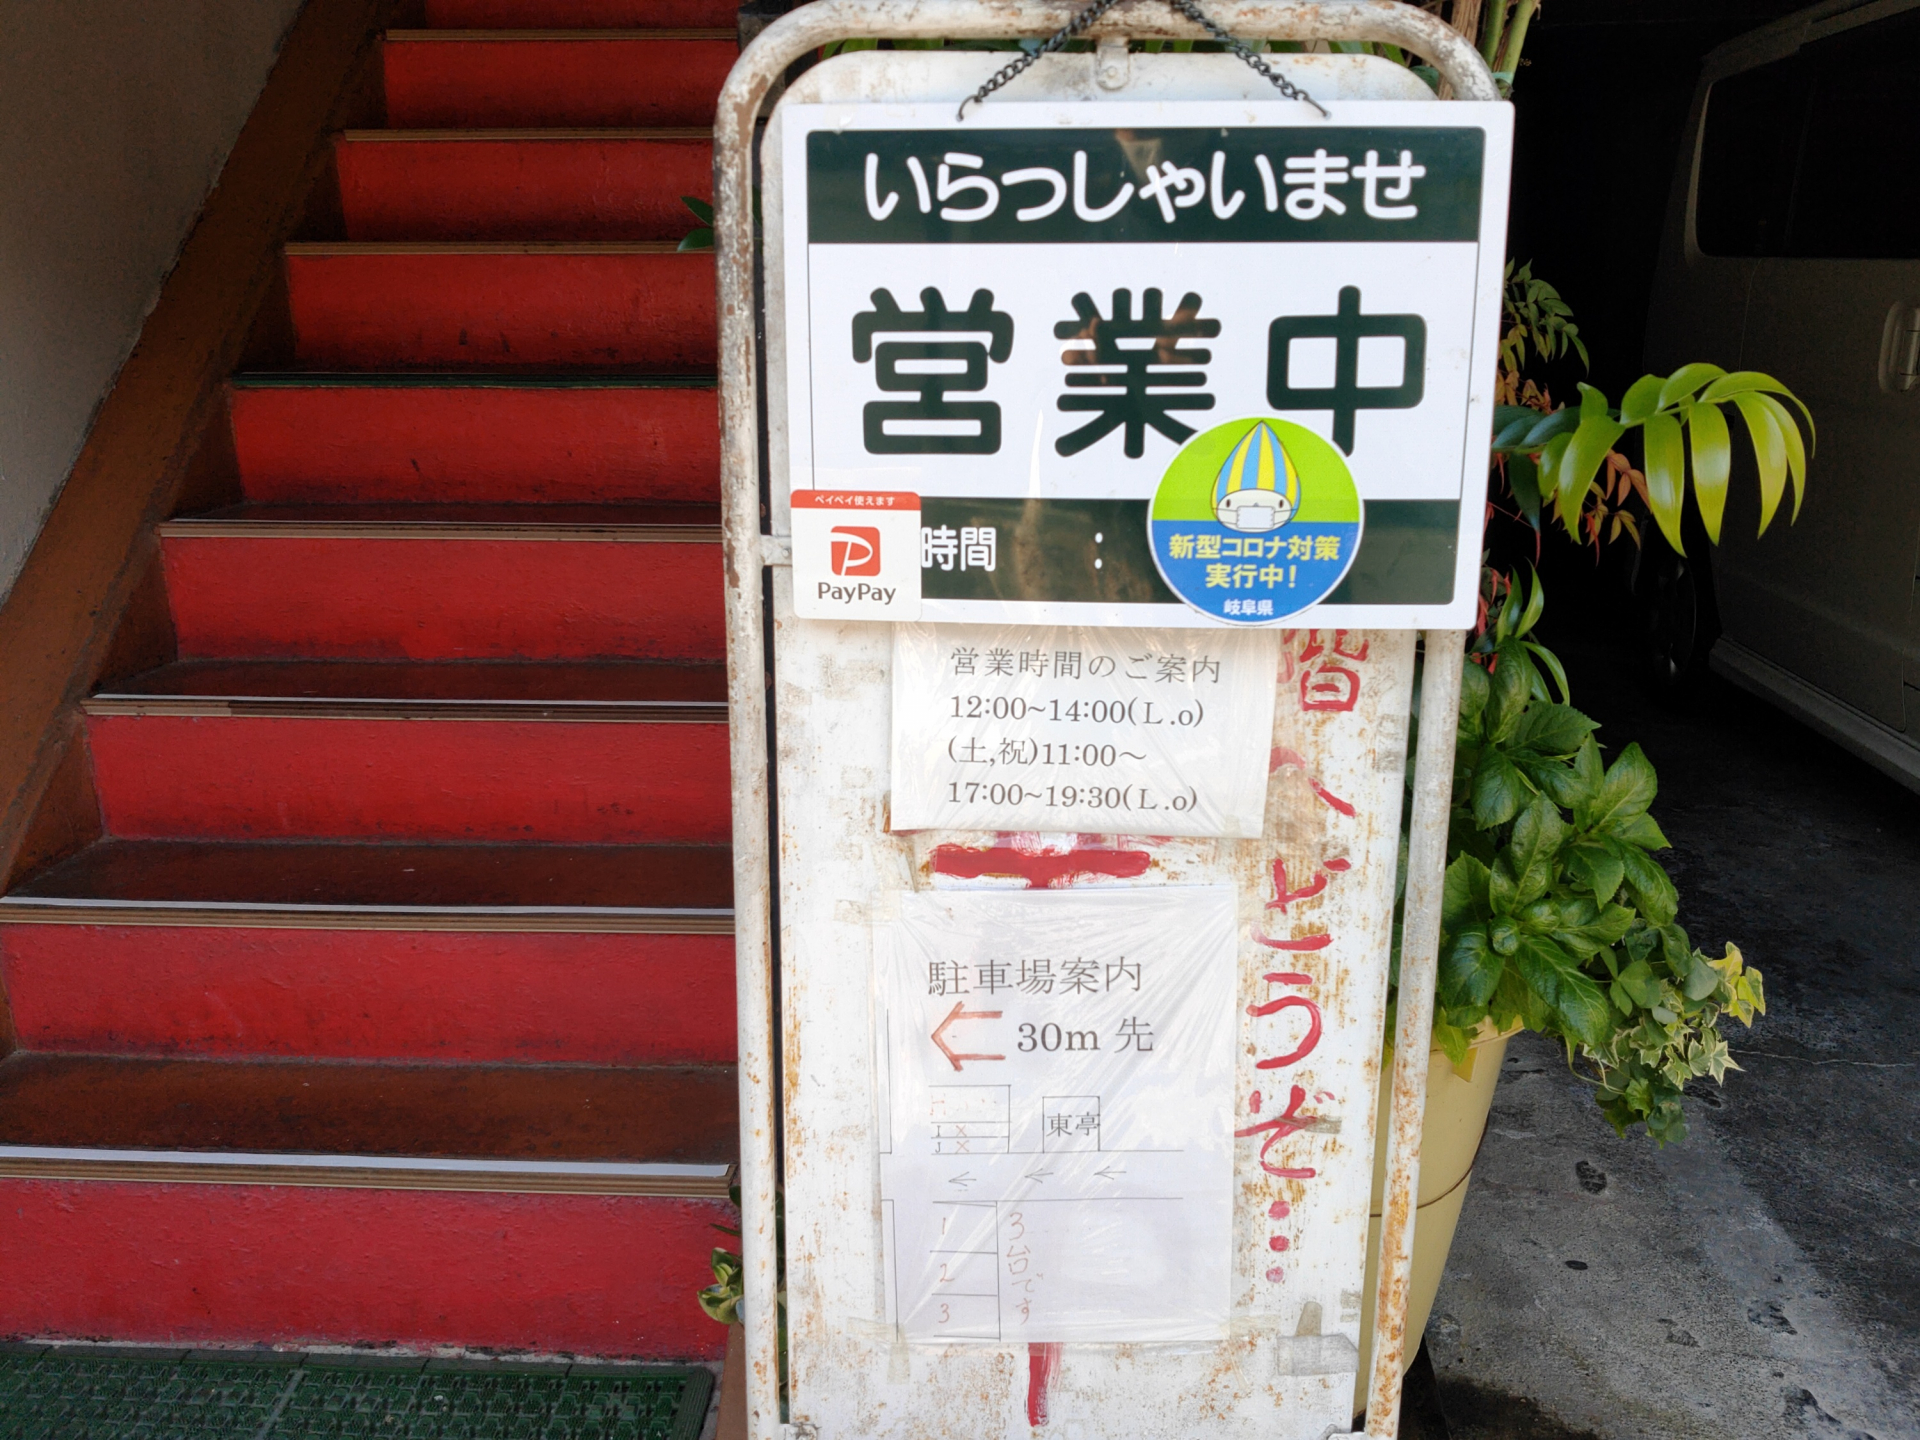 いらっしゃいませ
営業中
ペイペイ使えます
PayPay
時間 :
新型コロナ対策
実行中!
岐阜県
営業時間のご案内
12:00~14:00(L.o)
(土,祝)11:00~
17:00~19:30(L.o)
階へどうぞ…
駐車場案内
← 30m 先
東亭
← ← ←
1
2
3
3台です